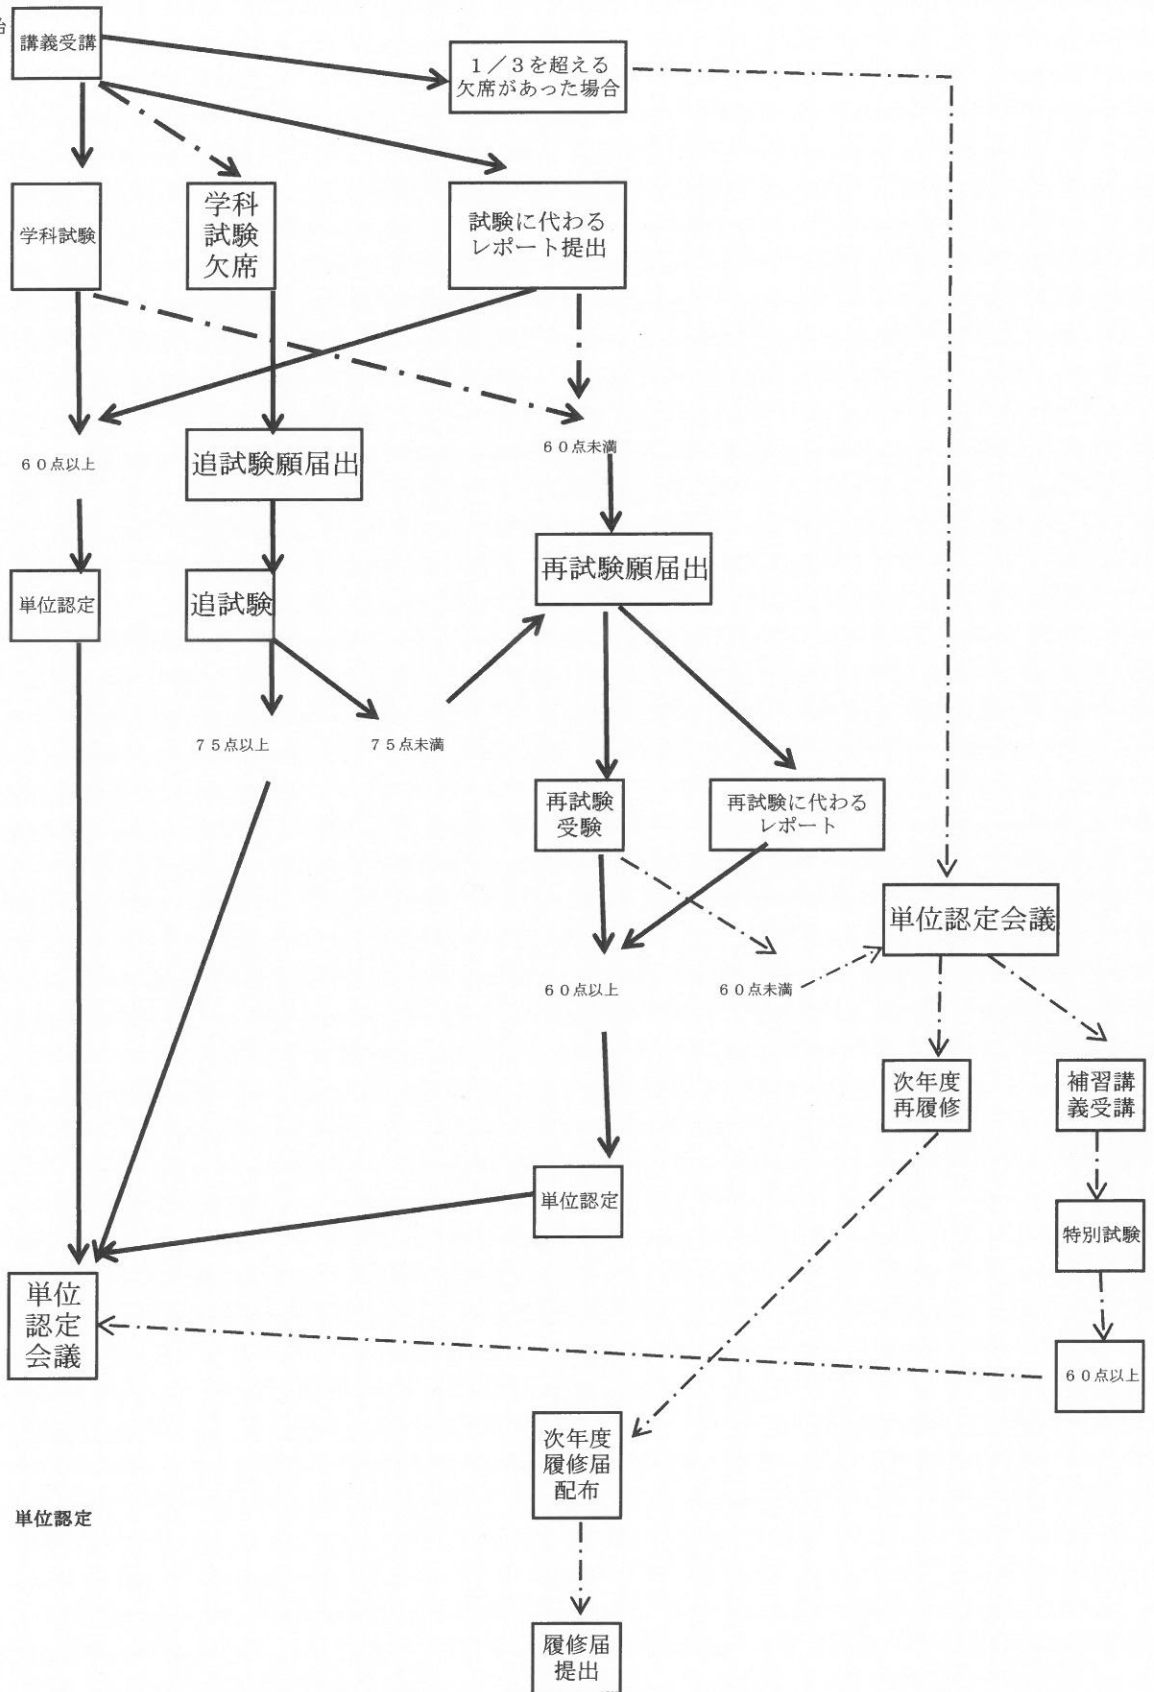 講義受講
１／３を超える
欠席があった場合
学科試験
学科
試験
欠席
試験に代わる
レポート提出
６０点以上
追試験願届出
６０点未満
再試験願届出
単位認定
追試験
７５点以上
７５点未満
再試験
受験
再試験に代わる
レポート
単位認定会議
６０点以上
６０点未満
次年度
再履修
補習講
義受講
単位認定
特別試験
単位
認定
会議
６０点以上
次年度
履修届
配布
単位認定
履修届
提出